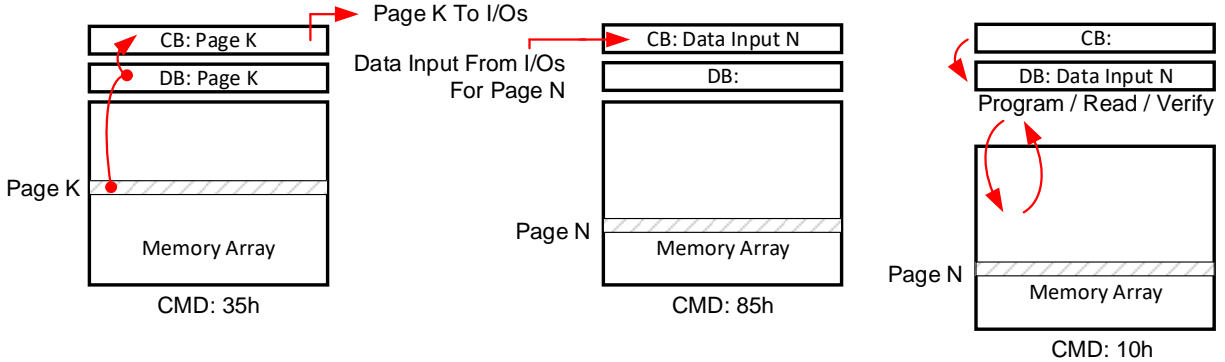 Page K To I/Os
CB: Page K
DB: Page K
Page K
Memory Array
CMD: 35h
CB: Data Input N
Data Input From I/Os
For Page N
DB:
Page N
Memory Array
CMD: 85h
CB:
DB: Data Input N
Program / Read / Verify
Page N
Memory Array
CMD: 10h